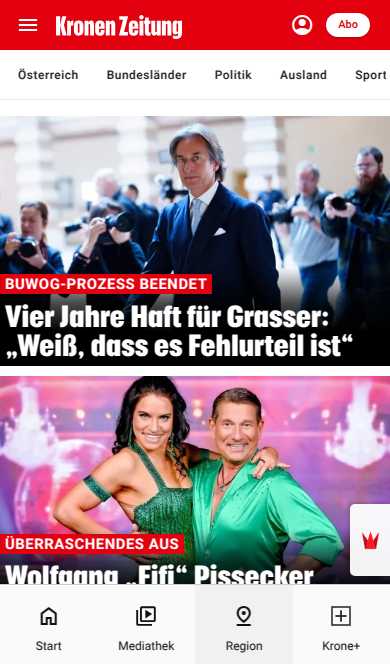 Kronen Zeitung
Abo
Österreich Bundesländer Politik Ausland Sport
BUWOG-PROZESS BEENDET
Vier Jahre Haft für Grasser:
„Weiß, dass es Fehlurteil ist“
ÜBERRASCHENDES AUS
Wolfgang „Fifi“ Pissecker
Start Mediathek Region Krone+